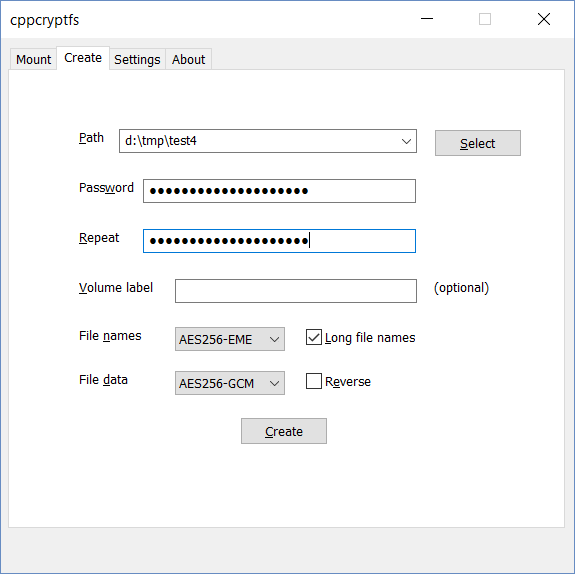 cppcryptfs
Mount Create Settings About
Path d:\tmp\test4 Select
Password ●●●●●●●●●●●●●●●●●●●●
Repeat ●●●●●●●●●●●●●●●●●●●●
Volume label (optional)
File names AES256-EME Long file names
File data AES256-GCM Reverse
Create